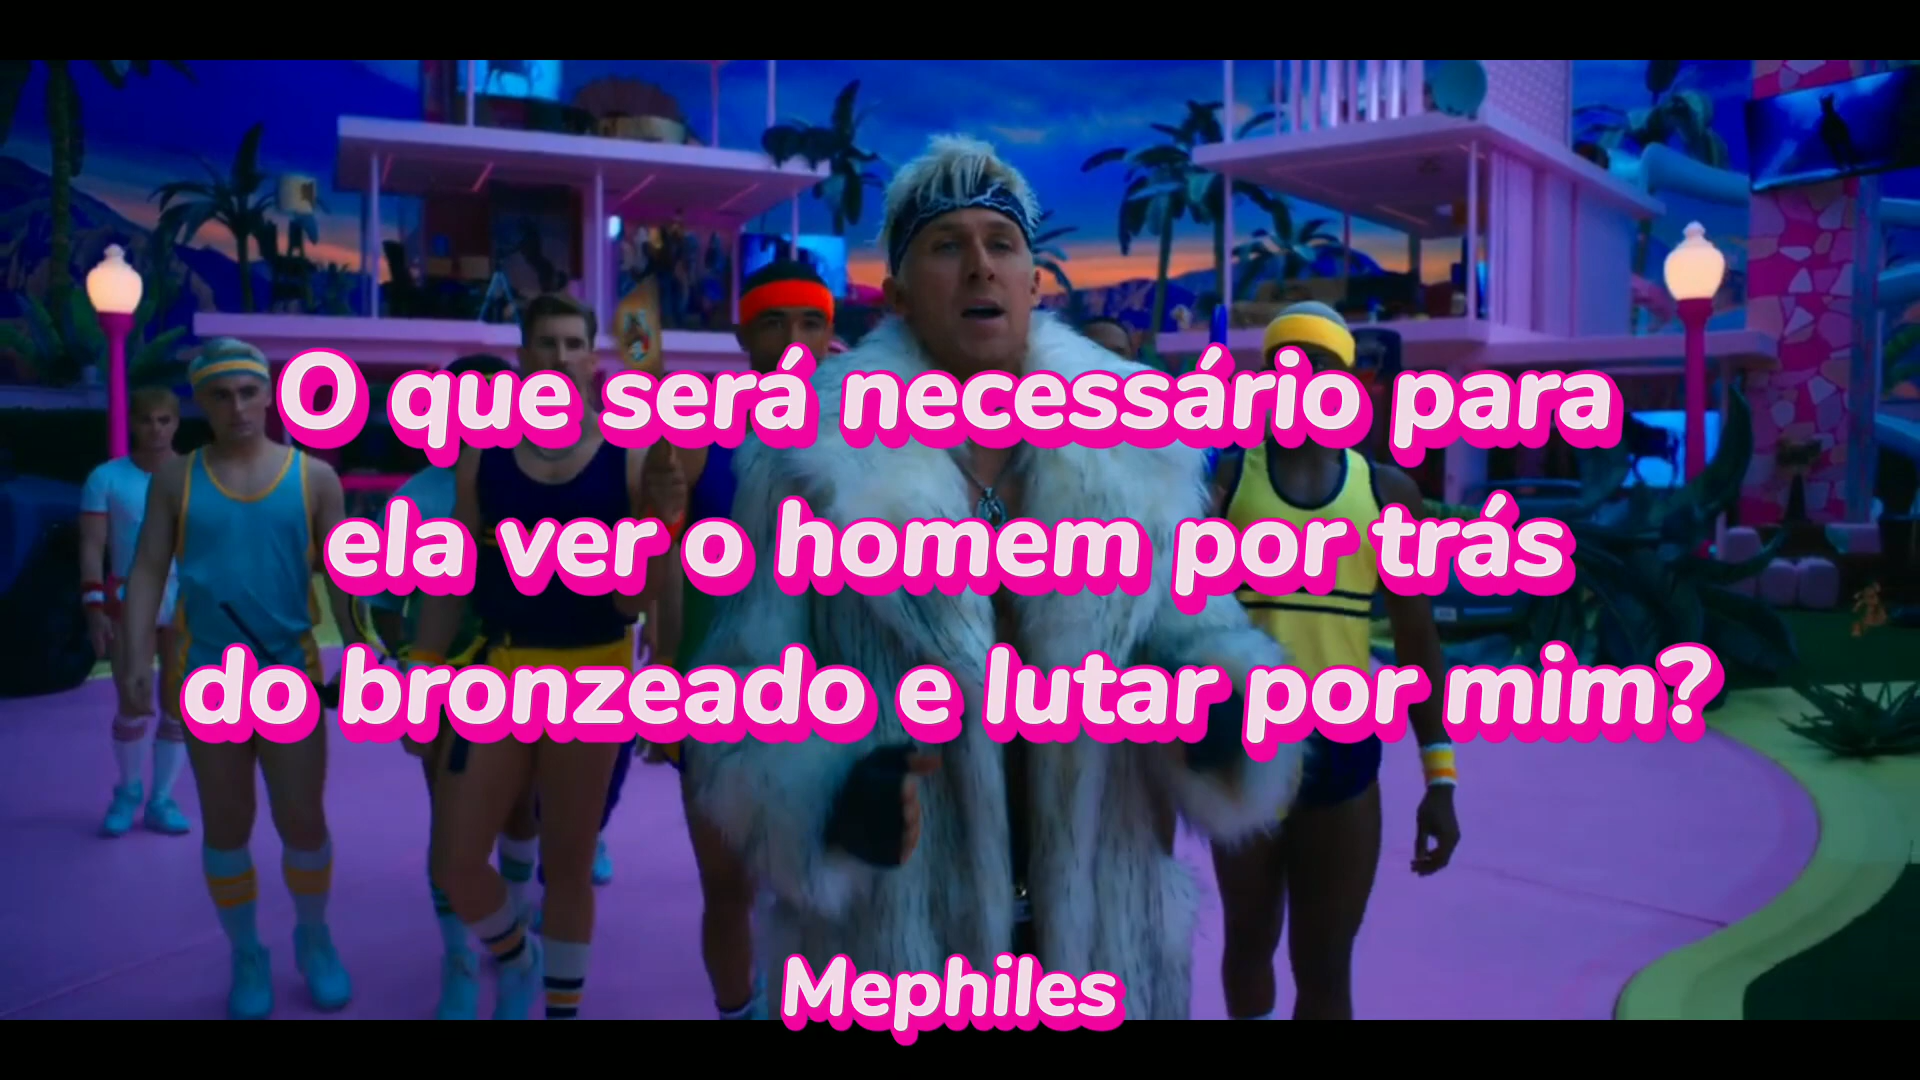 O que será necessário para
ela ver o homem por trás
do bronzeado e lutar por mim?
Mephiles